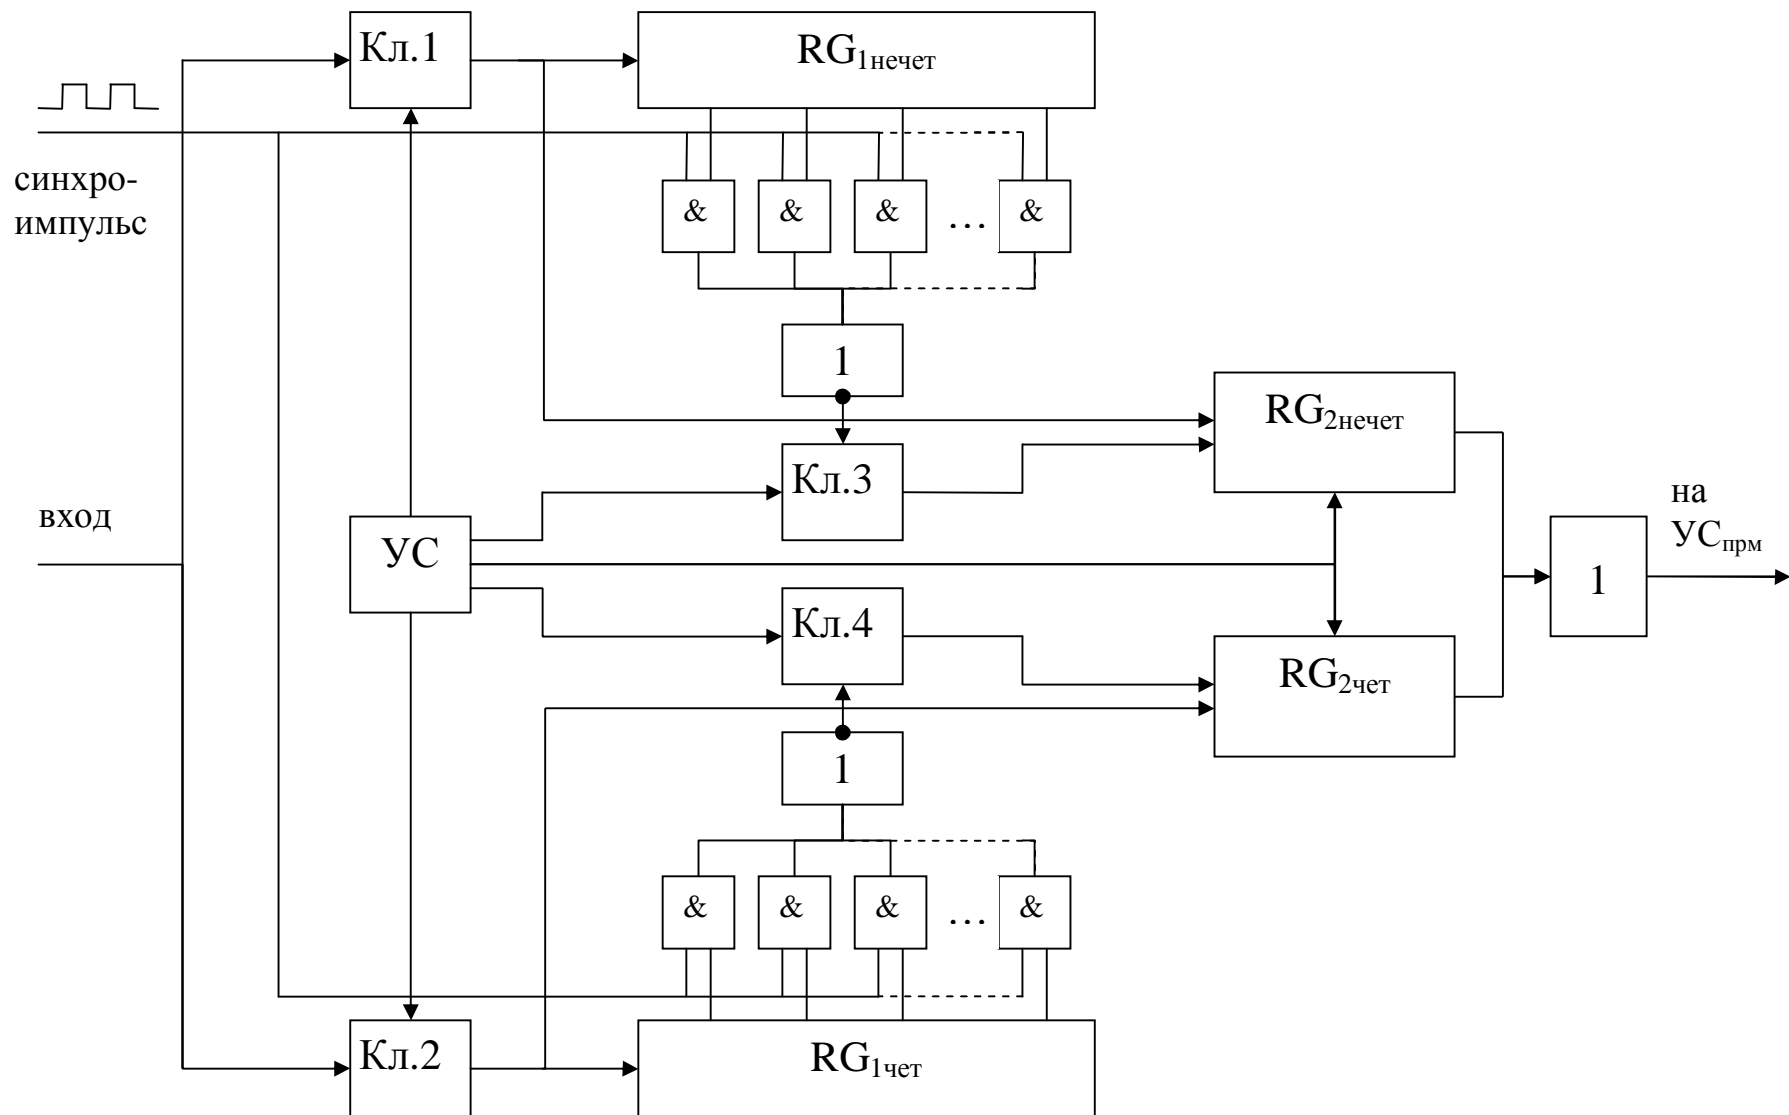 Кл.1
RG1нечет
синхро-
импульс
& & & … &
1
RG2нечет
Кл.3
на
УСпрм
вход
УС
1
Кл.4
RG2чет
1
& & & … &
Кл.2
RG1чет